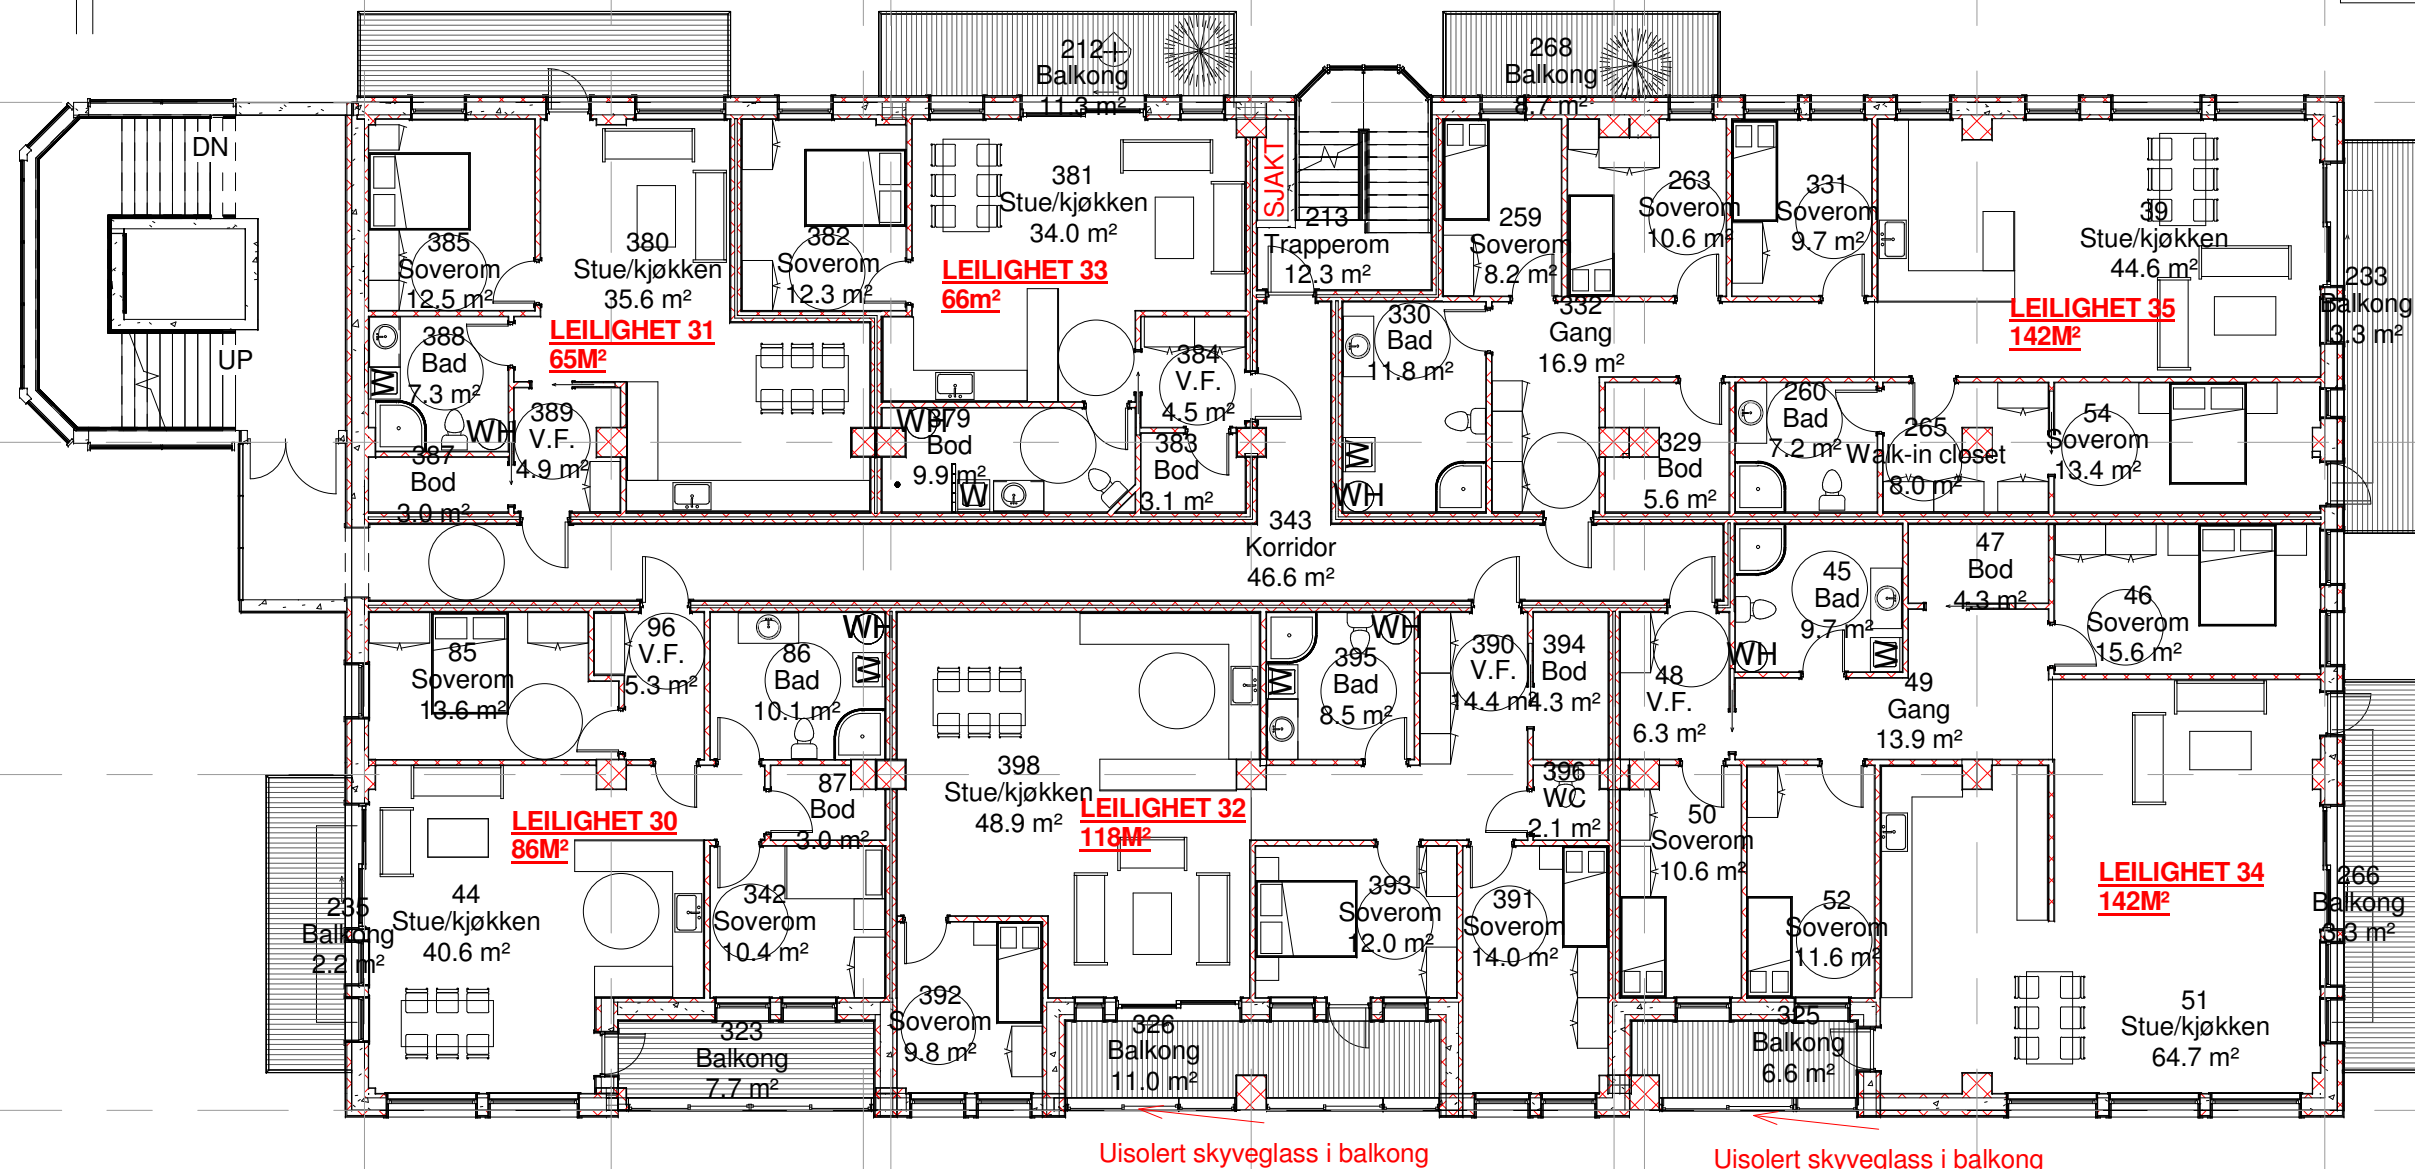 212
Balkong
11.3 m²
268
Balkong
8.7 m²
DN
UP
SJAKT
385
Soverom
12.5 m²
380
Stue/kjøkken
35.6 m²
LEILIGHET 31
65M²
382
Soverom
12.3 m²
381
Stue/kjøkken
34.0 m²
LEILIGHET 33
66m²
213
Trapperom
12.3 m²
259
Soverom
8.2 m²
263
Soverom
10.6 m²
331
Soverom
9.7 m²
39
Stue/kjøkken
44.6 m²
LEILIGHET 35
142M²
233
Balkong
3.3 m²
388
Bad
7.3 m²
W
WH
389
V.F.
4.9 m²
387
Bod
3.0 m²
WH
379
Bod
9.9 m²
W
384
V.F.
4.5 m²
383
Bod
3.1 m²
330
Bad
11.8 m²
W
WH
332
Gang
16.9 m²
329
Bod
5.6 m²
260
Bad
7.2 m²
265
Walk-in closet
8.0 m²
54
Soverom
13.4 m²
343
Korridor
46.6 m²
85
Soverom
13.6 m²
96
V.F.
5.3 m²
86
Bad
10.1 m²
WH
W
87
Bod
3.0 m²
LEILIGHET 30
86M²
44
Stue/kjøkken
40.6 m²
342
Soverom
10.4 m²
235
Balkong
2.2 m²
323
Balkong
7.7 m²
398
Stue/kjøkken
48.9 m²
LEILIGHET 32
118M²
395
Bad
8.5 m²
W
WH
390
V.F.
14.4 m²
394
Bod
4.3 m²
396
WC
2.1 m²
392
Soverom
9.8 m²
393
Soverom
12.0 m²
391
Soverom
14.0 m²
326
Balkong
11.0 m²
48
V.F.
6.3 m²
45
Bad
9.7 m²
WH
W
47
Bod
4.3 m²
46
Soverom
15.6 m²
49
Gang
13.9 m²
50
Soverom
10.6 m²
52
Soverom
11.6 m²
LEILIGHET 34
142M²
266
Balkong
3.3 m²
51
Stue/kjøkken
64.7 m²
325
Balkong
6.6 m²
Uisolert skyveglass i balkong
Uisolert skyveglass i balkong